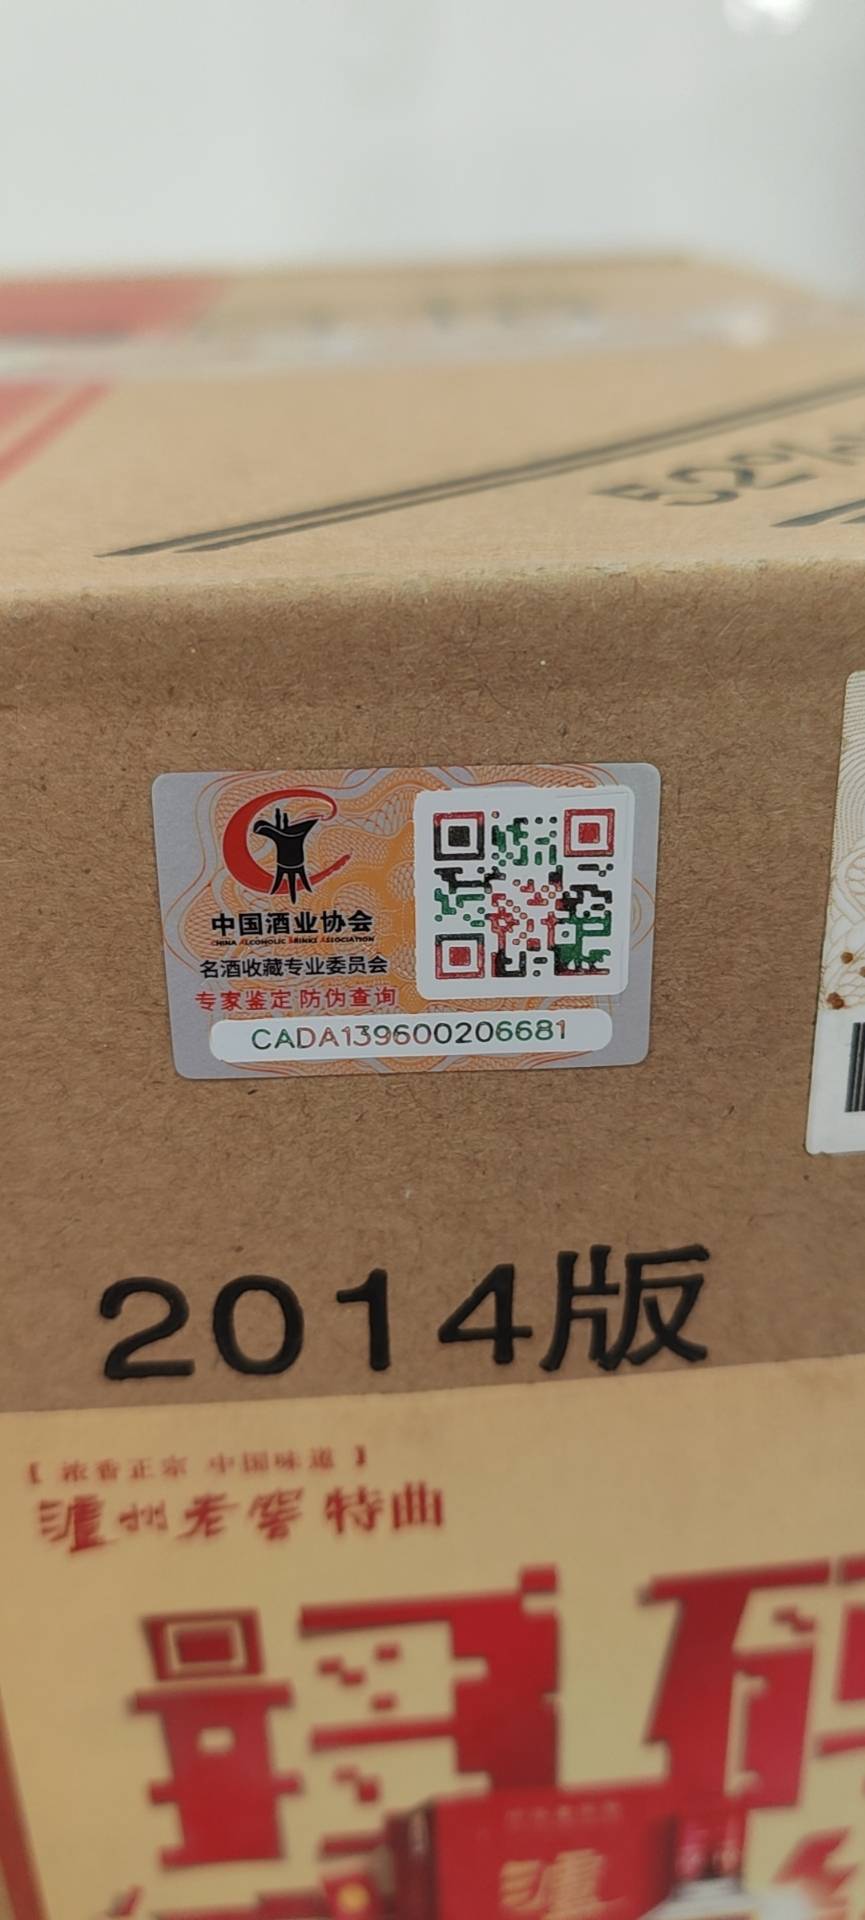 52%
中国酒业协会
CHINA ALCOHOLIC DRINKS ASSOCIATION
名酒收藏专业委员会
专家鉴定 防伪查询
CADA139600206681
2014版
【 浓香正宗 中国味道 】
泸州老窖 特曲
泸